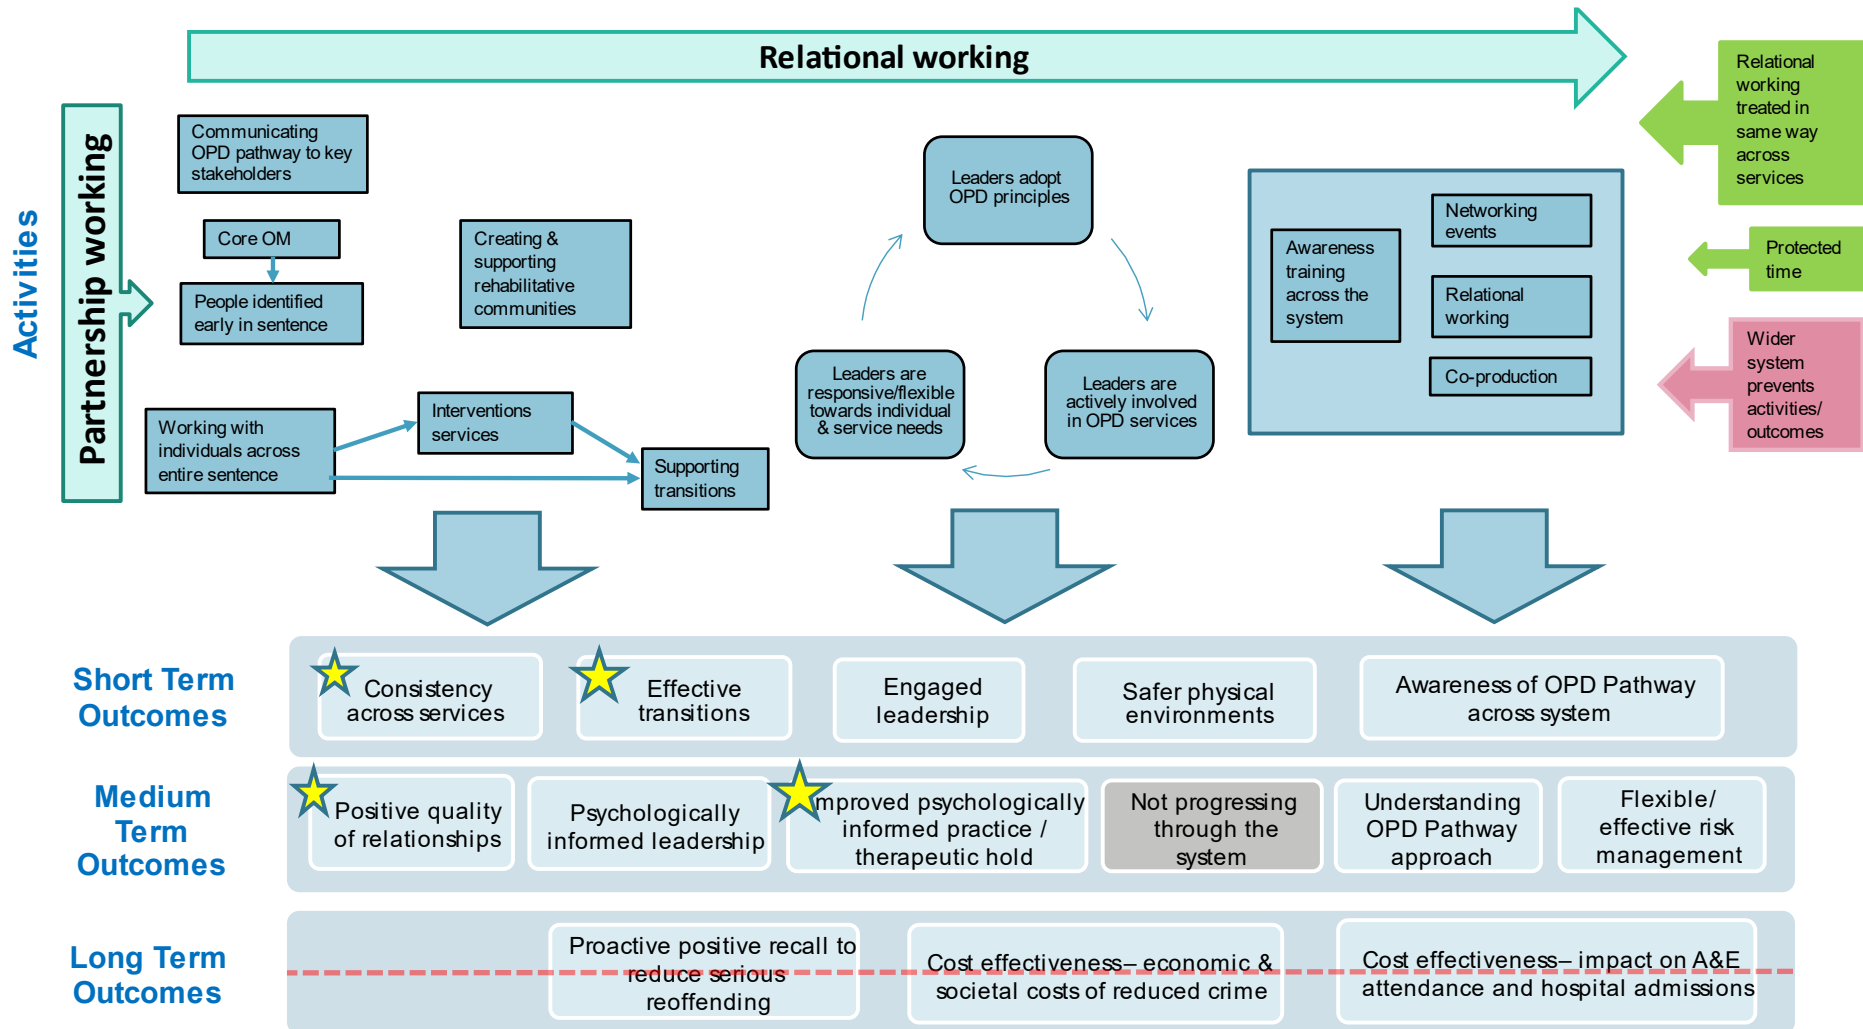 Relational working
Relational
working
treated in
same way
across
services
Protected
time
Wider
system
prevents
activities/
outcomes
Activities
Partnership working
Communicating
OPD pathway to key
stakeholders
Core OM
People identified
early in sentence
Creating &
supporting
rehabilitative
communities
Working with
individuals across
entire sentence
Interventions
services
Supporting
transitions
Leaders adopt
OPD principles
Leaders are
responsive/flexible
towards individual
& service needs
Leaders are
actively involved
in OPD services
Awareness
training
across the
system
Networking
events
Relational
working
Co-production
Short Term
Outcomes
Consistency
across services
Effective
transitions
Engaged
leadership
Safer physical
environments
Awareness of OPD Pathway
across system
Medium
Term
Outcomes
Positive quality
of relationships
Psychologically
informed leadership
mproved psychologically
informed practice /
therapeutic hold
Not progressing
through the
system
Understanding
OPD Pathway
approach
Flexible/
effective risk
management
Long Term
Outcomes
Proactive positive recall to
reduce serious
reoffending
Cost effectiveness– economic &
societal costs of reduced crime
Cost effectiveness– impact on A&E
attendance and hospital admissions